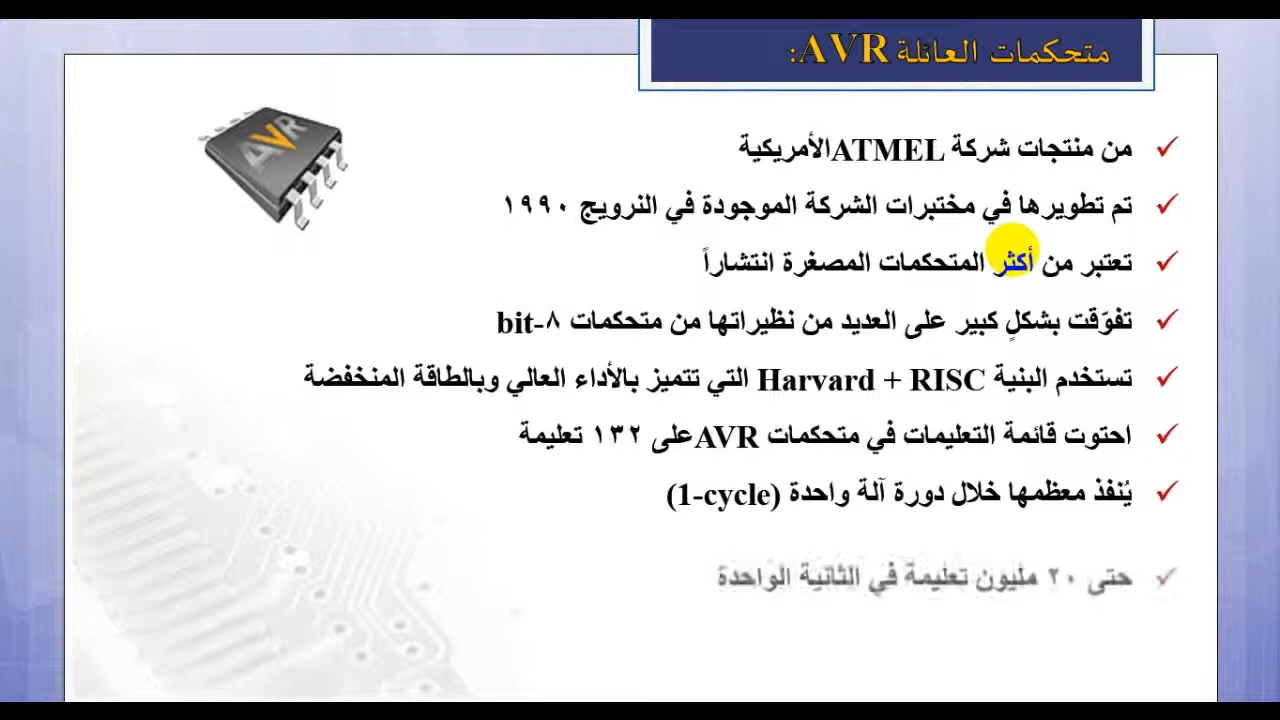 متحكمات العائلة AVR:
AVR
من منتجات شركة ATMEL الأمريكية
تم تطويرها في مختبرات الشركة الموجودة في النرويج ١٩٩٠
تعتبر من أكثر المتحكمات المصغرة انتشاراً
تفوّقت بشكلٍ كبير على العديد من نظيراتها من متحكمات ٨-bit
تستخدم البنية Harvard + RISC التي تتميز بالأداء العالي وبالطاقة المنخفضة
احتوت قائمة التعليمات في متحكمات AVR على ١٣٢ تعليمة
يُنفذ معظمها خلال دورة آلة واحدة (1-cycle)
حتى ٢٠ مليون تعليمة في الثانية الواحدة